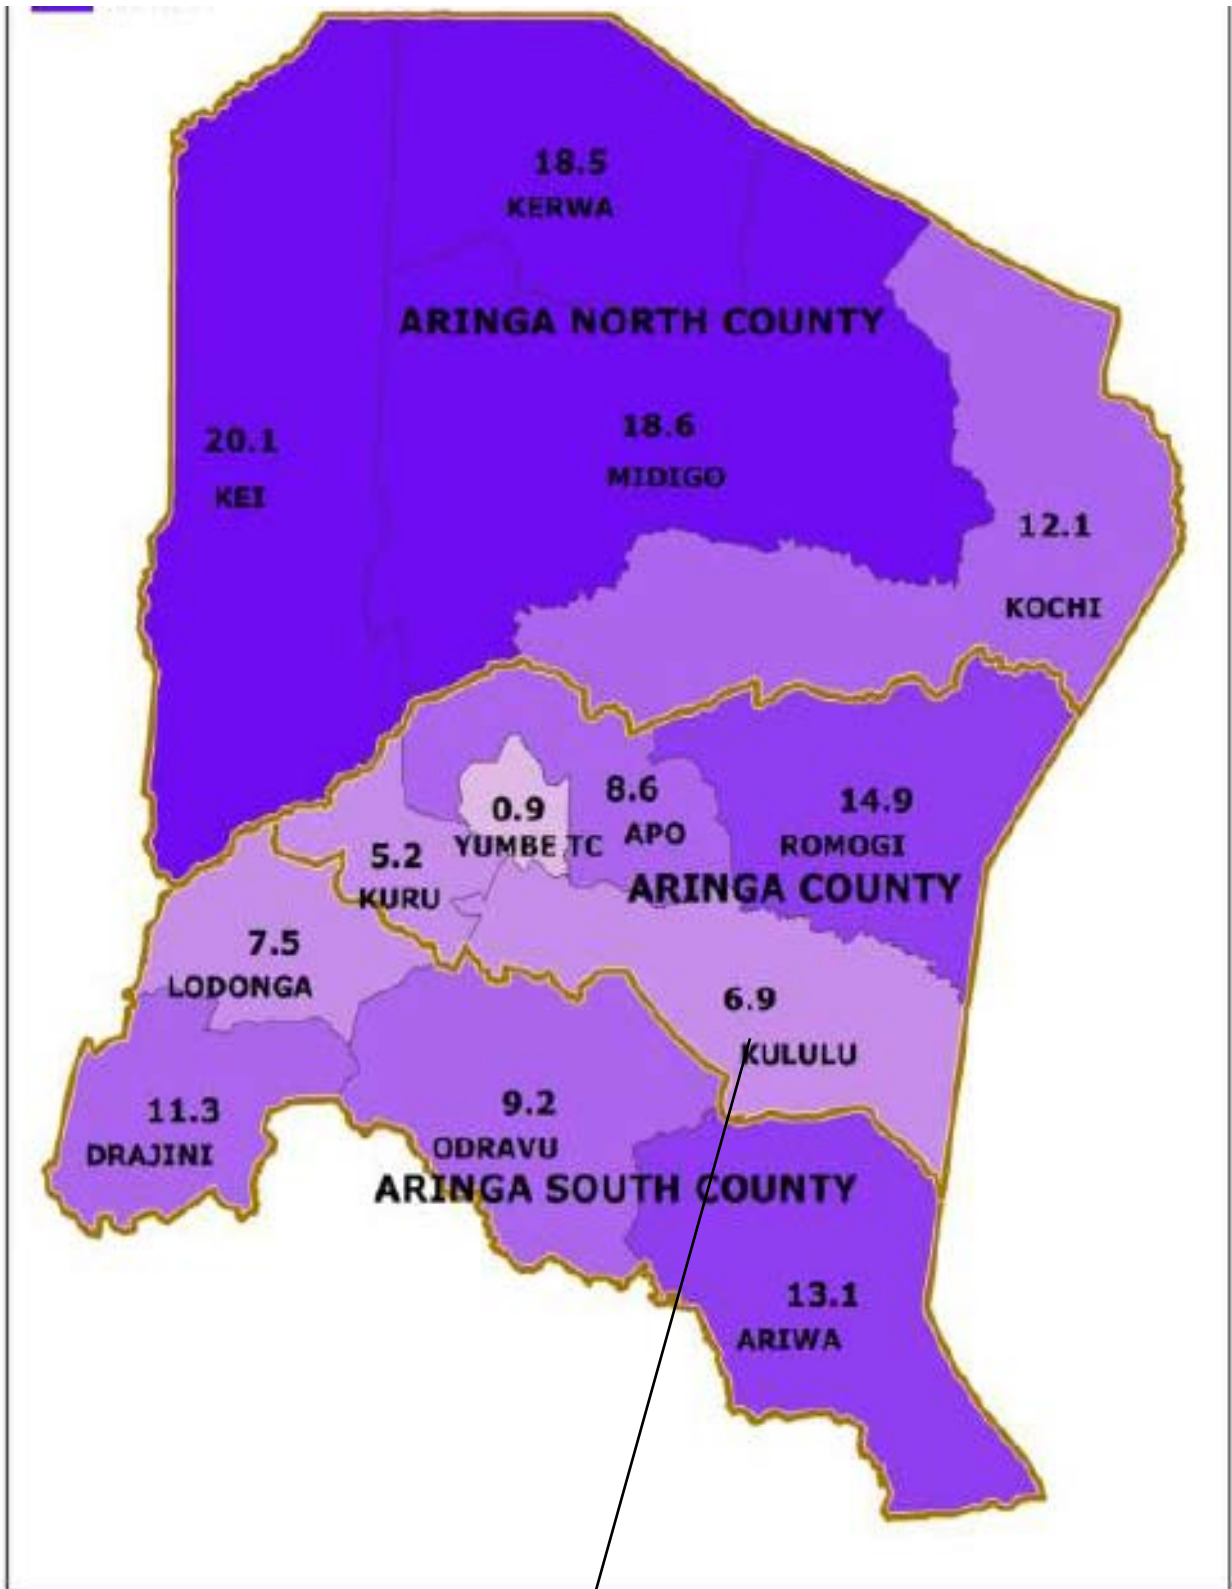 18.5
KERWA
ARINGA NORTH COUNTY
20.1
KEI
18.6
MIDIGO
12.1
KOCHI
0.9
YUMBE TC
8.6
APO
14.9
ROMOGI
5.2
KURU
ARINGA COUNTY
7.5
LODONGA
6.9
KULULU
11.3
DRAJINI
9.2
ODRAVU
ARINGA SOUTH COUNTY
13.1
ARIWA